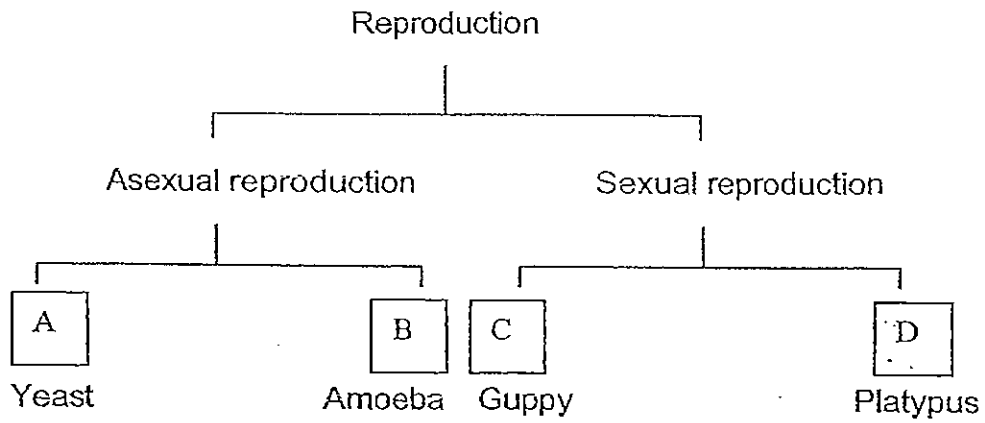 Reproduction
Asexual reproduction Sexual reproduction
A B C D
Yeast Amoeba Guppy Platypus